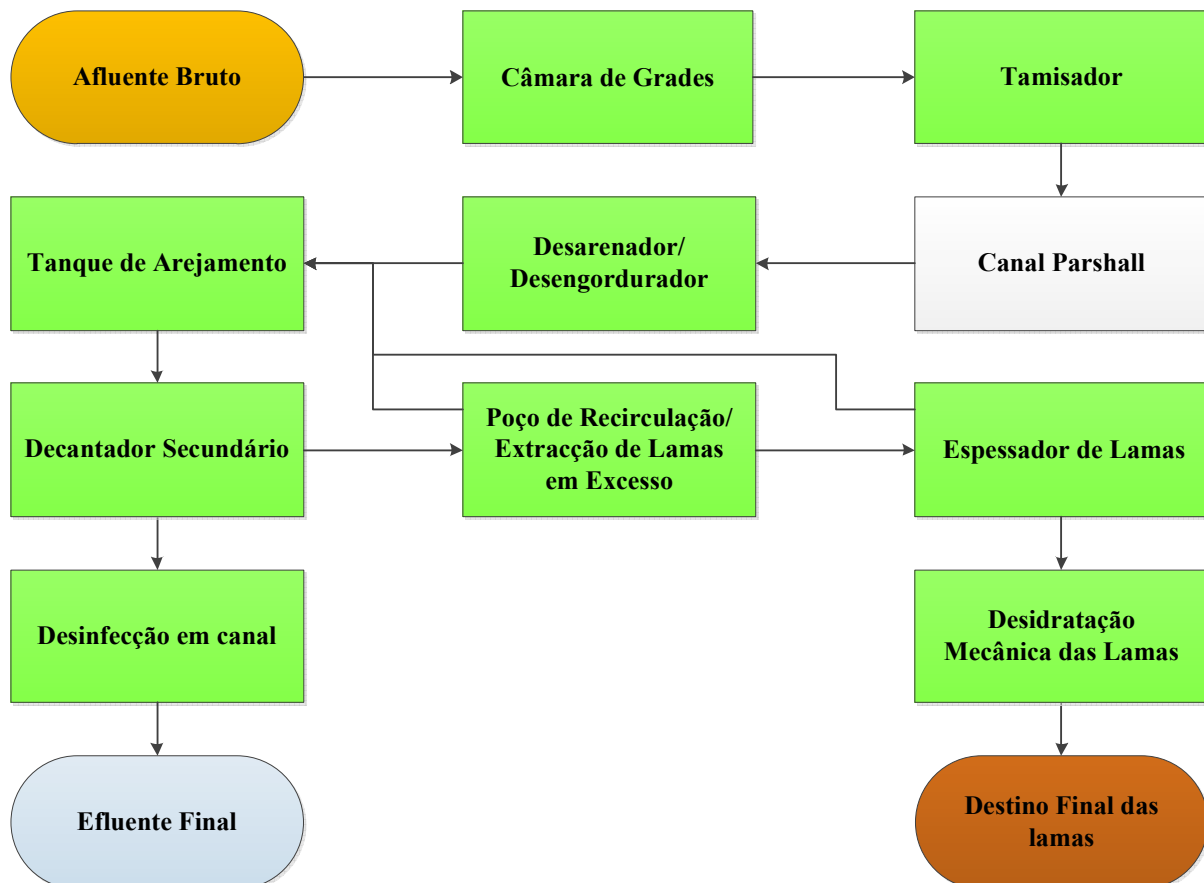 Afluente Bruto
Câmara de Grades
Tamisador
Tanque de Arejamento
Desarenador/
Desengordurador
Canal Parshall
Decantador Secundário
Poço de Recirculação/
Extracção de Lamas
em Excesso
Espessador de Lamas
Desinfecção em canal
Desidratação
Mecânica das Lamas
Efluente Final
Destino Final das
lamas